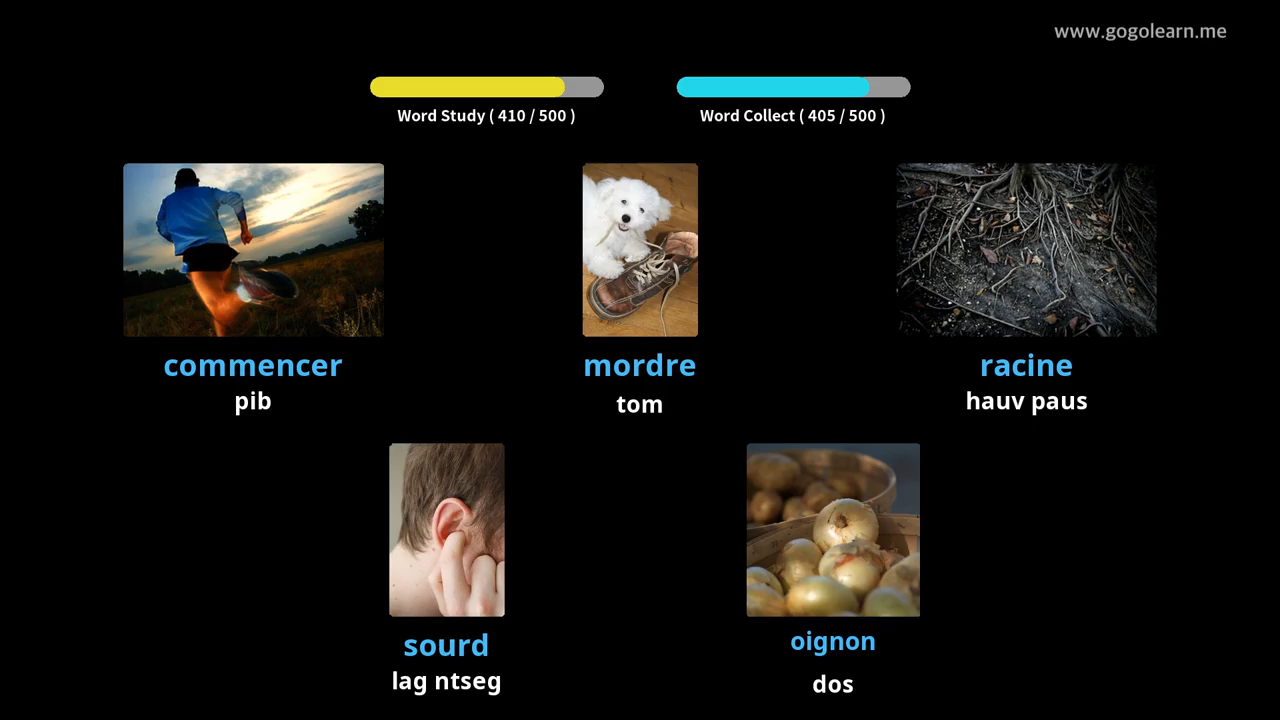 www.gogolearn.me
Word Study ( 410 / 500 )
Word Collect ( 405 / 500 )
commencer
pib
mordre
tom
racine
hauv paus
sourd
lag ntseg
oignon
dos